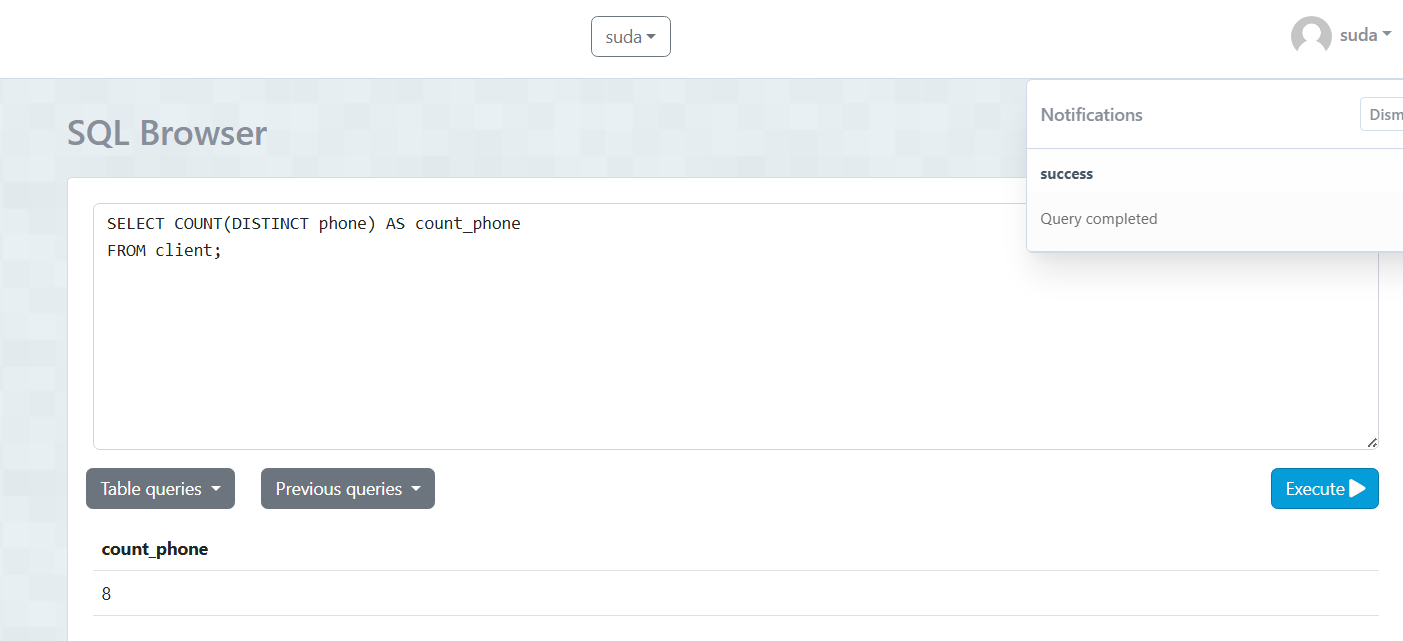 suda
suda
Notifications
SQL Browser
success
Query completed
SELECT COUNT(DISTINCT phone) AS count_phone
FROM client;
Table queries
Previous queries
Execute
count_phone
8